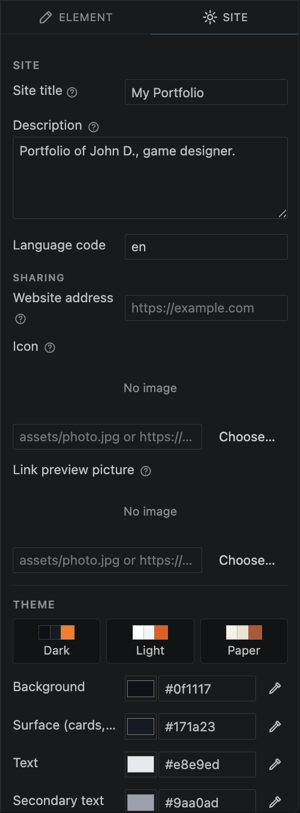 ELEMENT
SITE
SITE
Site title ?
My Portfolio
Description ?
Portfolio of John D., game designer.
Language code
en
SHARING
Website address
?
https://example.com
Icon ?
No image
assets/photo.jpg or https://...
Choose...
Link preview picture ?
No image
assets/photo.jpg or https://...
Choose...
THEME
Dark
Light
Paper
Background
#0f1117
Surface (cards,...
#171a23
Text
#e8e9ed
Secondary text
#9aa0ad